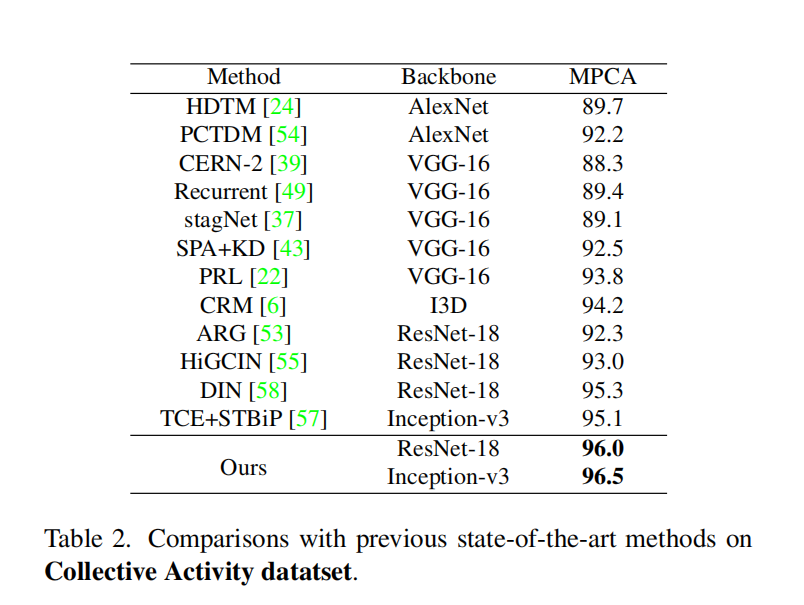 Method Backbone MPCA
HDTM [24] AlexNet 89.7
PCTDM [54] AlexNet 92.2
CERN-2 [39] VGG-16 88.3
Recurrent [49] VGG-16 89.4
stagNet [37] VGG-16 89.1
SPA+KD [43] VGG-16 92.5
PRL [22] VGG-16 93.8
CRM [6] I3D 94.2
ARG [53] ResNet-18 92.3
HiGCIN [55] ResNet-18 93.0
DIN [58] ResNet-18 95.3
TCE+STBiP [57] Inception-v3 95.1
Ours ResNet-18 96.0
Inception-v3 96.5
Table 2. Comparisons with previous state-of-the-art methods on
Collective Activity datatset.